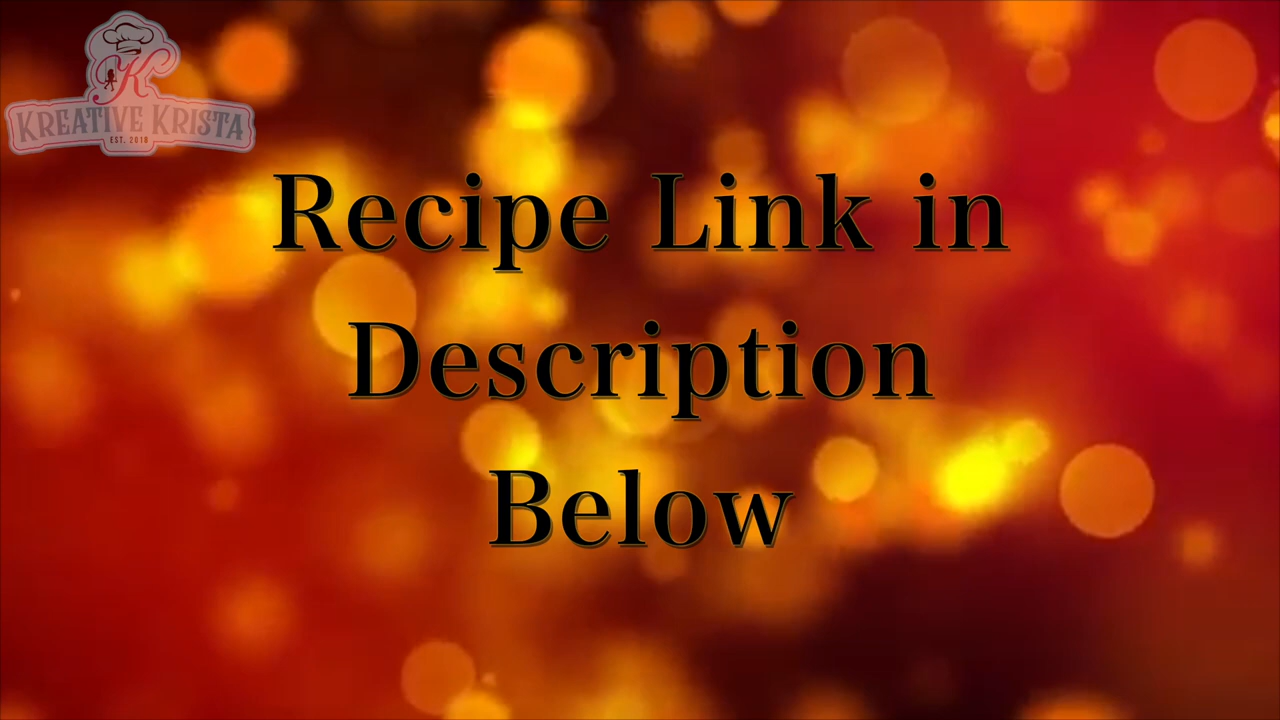 K
KREATIVE KRISTA
EST. 2018
Recipe Link in
Description
Below